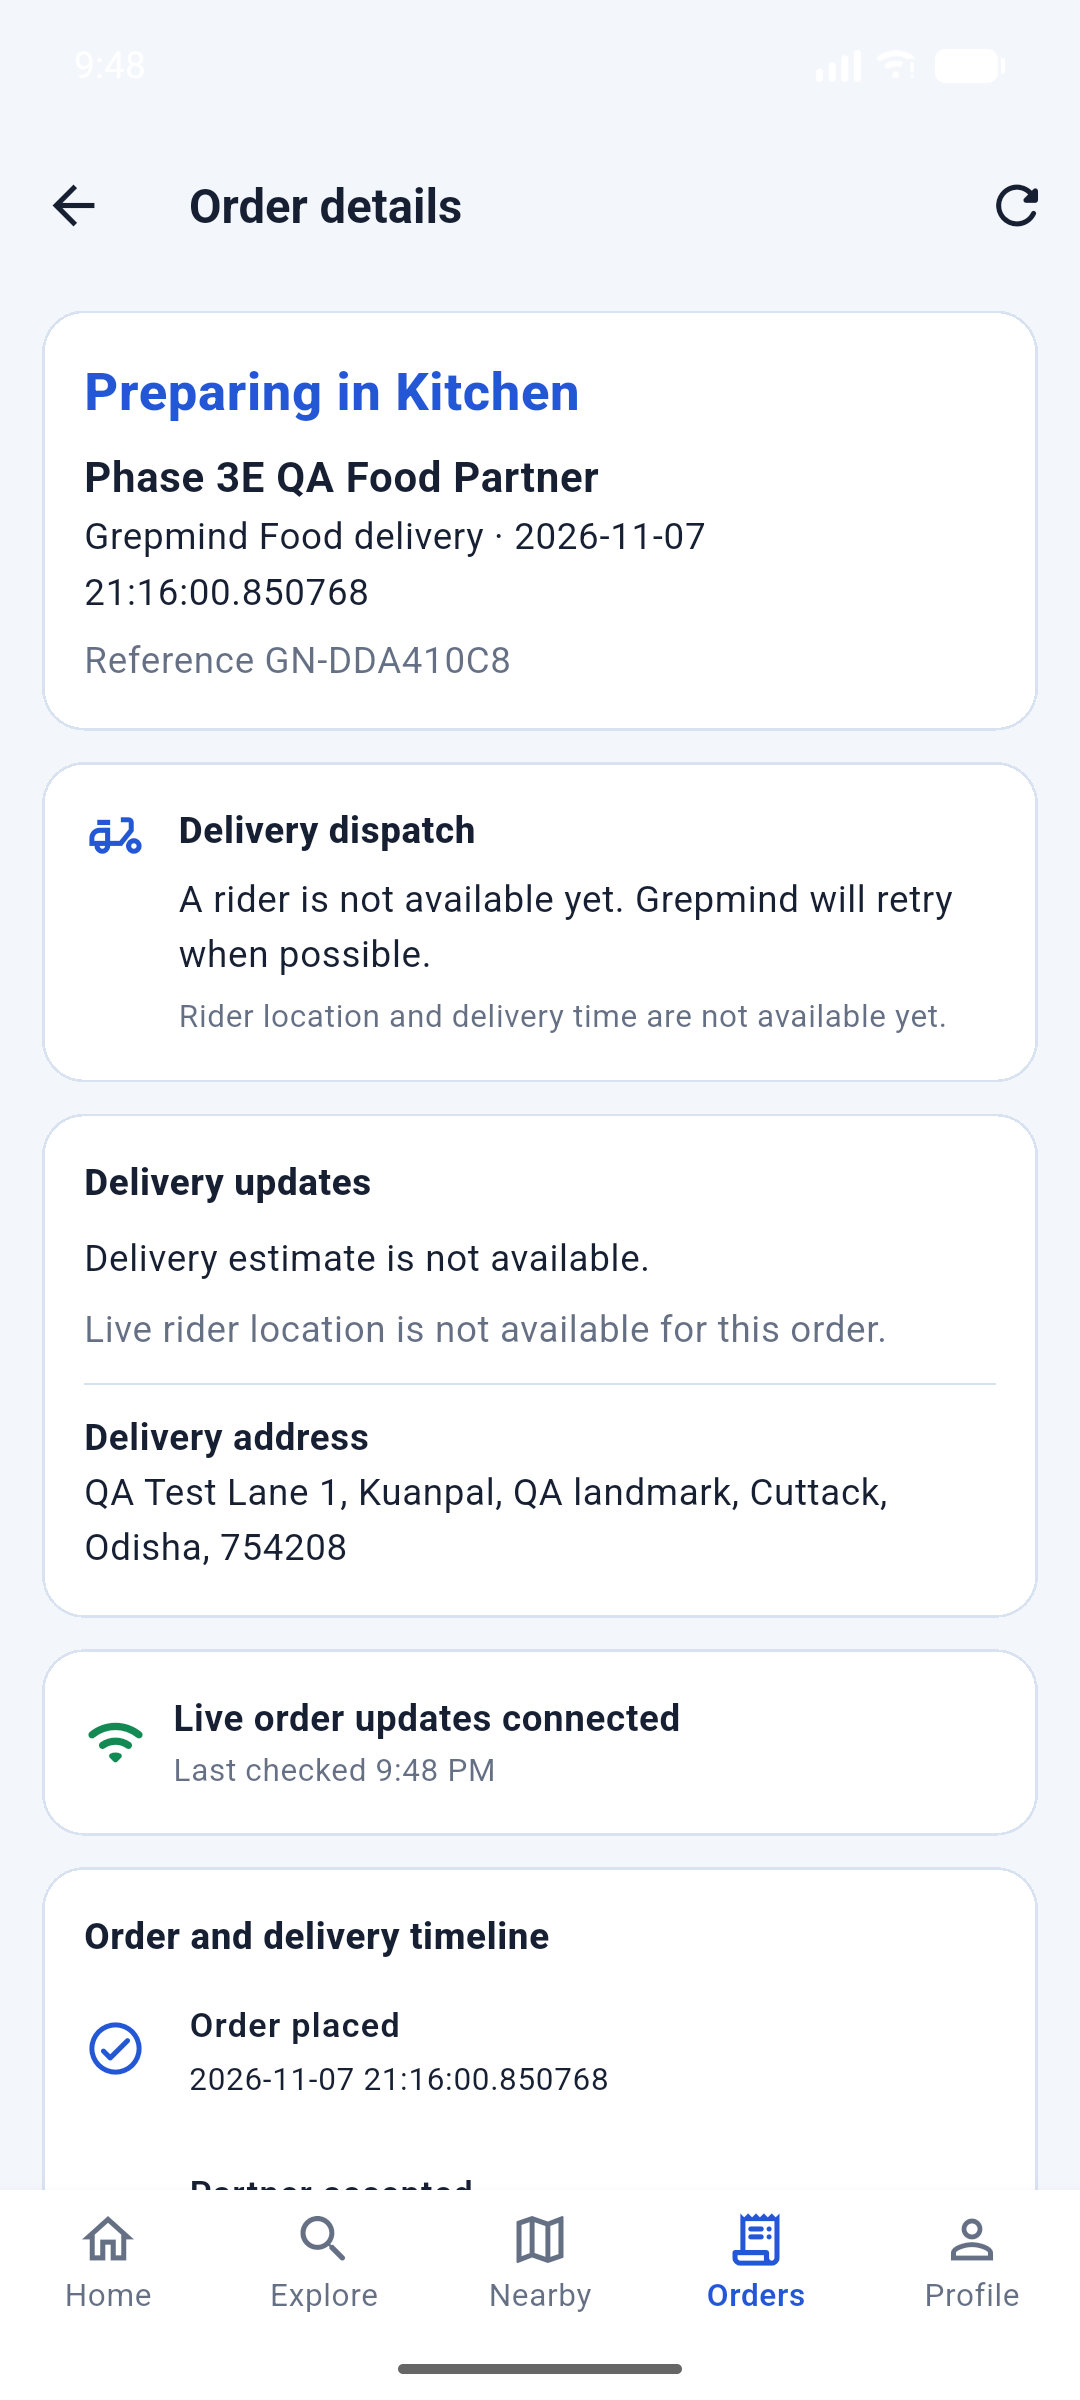 9:48
Order details
Preparing in Kitchen
Phase 3E QA Food Partner
Grepmind Food delivery · 2026-11-07
21:16:00.850768
Reference GN-DDA410C8
Delivery dispatch
A rider is not available yet. Grepmind will retry
when possible.
Rider location and delivery time are not available yet.
Delivery updates
Delivery estimate is not available.
Live rider location is not available for this order.
Delivery address
QA Test Lane 1, Kuanpal, QA landmark, Cuttack,
Odisha, 754208
Live order updates connected
Last checked 9:48 PM
Order and delivery timeline
Order placed
2026-11-07 21:16:00.850768
Partner accepted
Home
Explore
Nearby
Orders
Profile